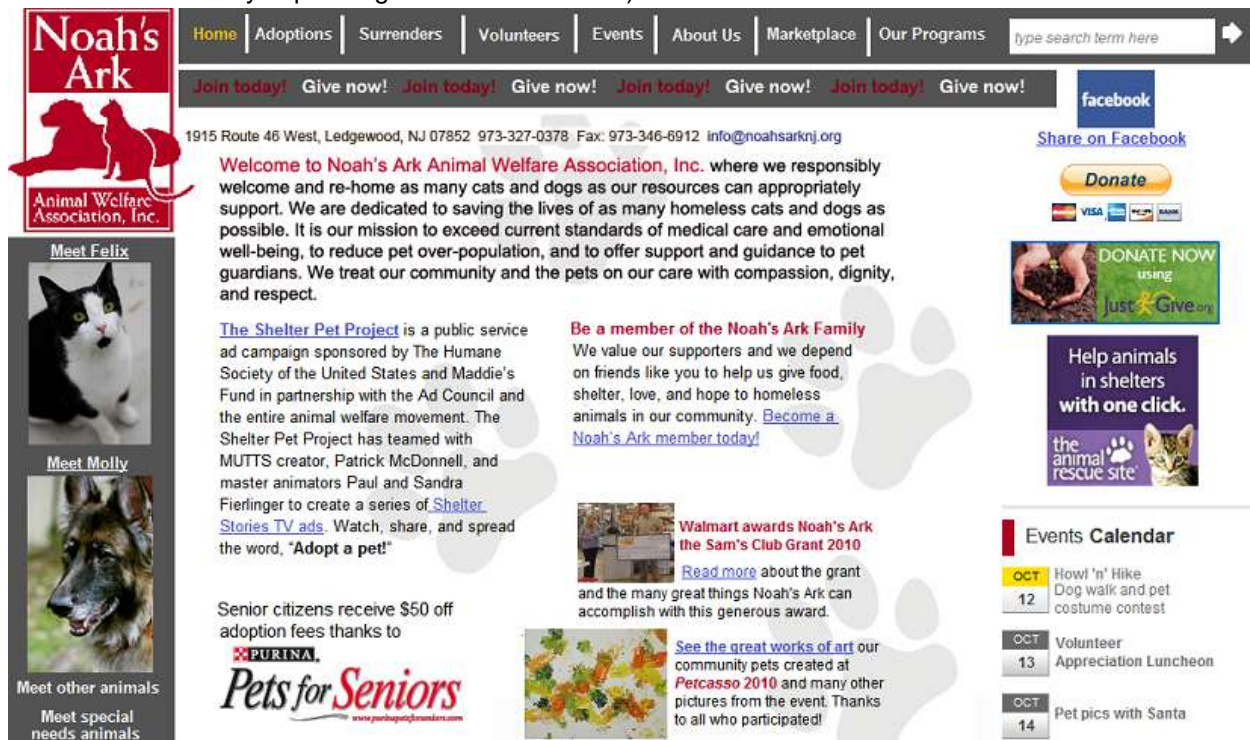 Noah's
Ark
Animal Welfare
Association, Inc.
Home Adoptions Surrenders Volunteers Events About Us Marketplace Our Programs
type search term here
Join today! Give now! Join today! Give now! Join today! Give now! Join today! Give now!
facebook
Share on Facebook
1915 Route 46 West, Ledgewood, NJ 07852 973-327-0378 Fax: 973-346-6912 info@noahsarknj.org
Welcome to Noah's Ark Animal Welfare Association, Inc. where we responsibly
welcome and re-home as many cats and dogs as our resources can appropriately
support. We are dedicated to saving the lives of as many homeless cats and dogs as
possible. It is our mission to exceed current standards of medical care and emotional
well-being, to reduce pet over-population, and to offer support and guidance to pet
guardians. We treat our community and the pets on our care with compassion, dignity,
and respect.
The Shelter Pet Project is a public service
ad campaign sponsored by The Humane
Society of the United States and Maddie's
Fund in partnership with the Ad Council and
the entire animal welfare movement. The
Shelter Pet Project has teamed with
MUTTS creator, Patrick McDonnell, and
master animators Paul and Sandra
Fierlinger to create a series of Shelter
Stories TV ads. Watch, share, and spread
the word, "Adopt a pet!"
Senior citizens receive $50 off
adoption fees thanks to
PURINA.
Pets for Seniors
www.purinapetsforseniors.com
Be a member of the Noah's Ark Family
We value our supporters and we depend
on friends like you to help us give food,
shelter, love, and hope to homeless
animals in our community. Become a
Noah's Ark member today!
Walmart awards Noah's Ark
the Sam's Club Grant 2010
Read more about the grant
and the many great things Noah's Ark can
accomplish with this generous award.
See the great works of art our
community pets created at
Petcasso 2010 and many other
pictures from the event. Thanks
to all who participated!
Meet Felix
Meet Molly
Meet other animals
Meet special
needs animals
Donate
VISA
DONATE NOW
using
JustGive.org
Help animals
in shelters
with one click.
the
animal
rescue site
Events Calendar
OCT
12
Howl 'n' Hike
Dog walk and pet
costume contest
OCT
13
Volunteer
Appreciation Luncheon
OCT
14
Pet pics with Santa